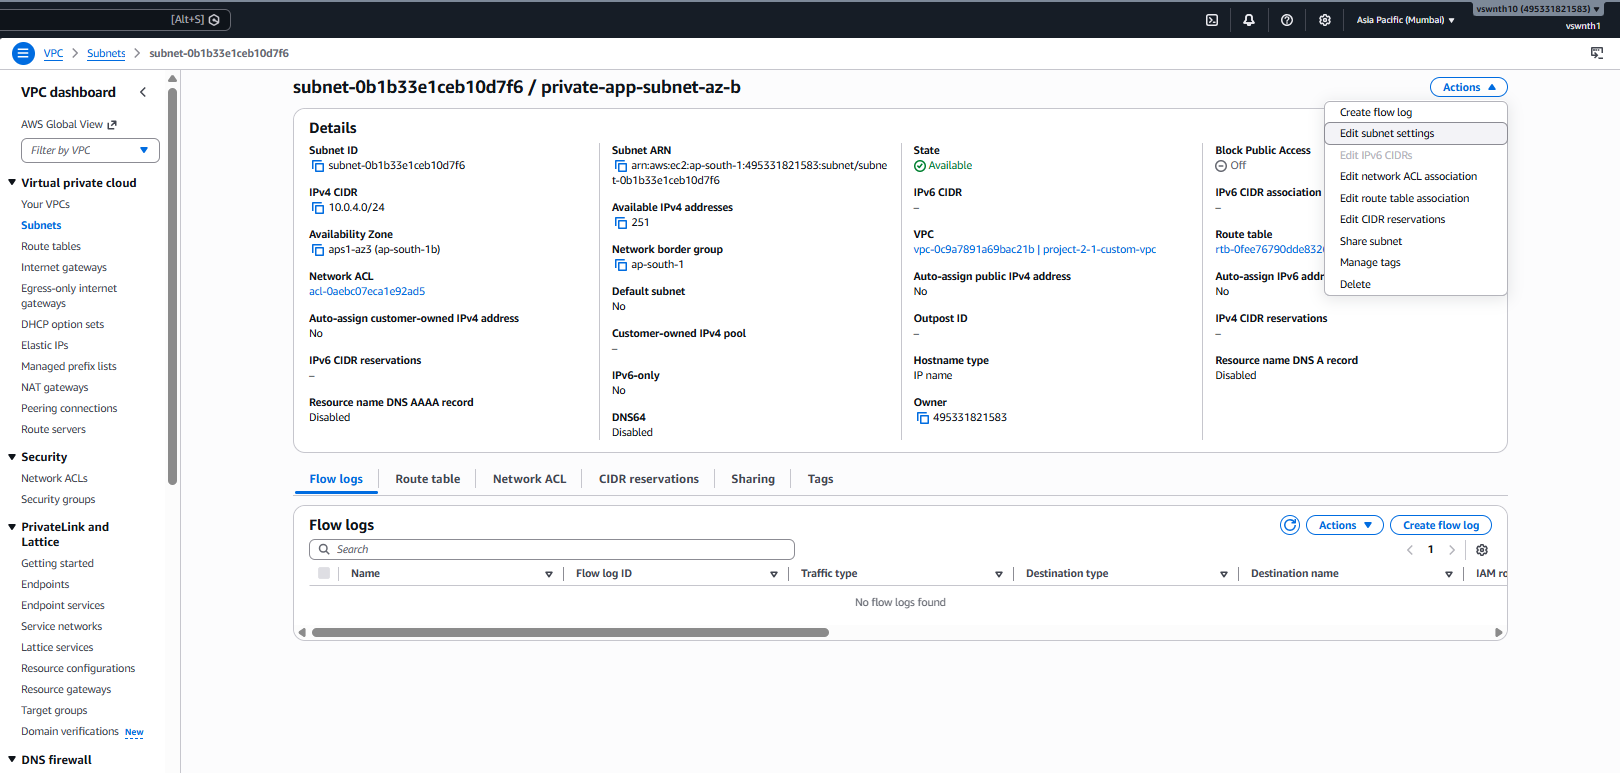 [Alt+S]
Asia Pacific (Mumbai)
vswnth10 (495331821583)
vswnth1
VPC
Subnets
subnet-0b1b33e1ceb10d7f6
VPC dashboard
AWS Global View
Filter by VPC
Virtual private cloud
Your VPCs
Subnets
Route tables
Internet gateways
Egress-only internet
gateways
DHCP option sets
Elastic IPs
Managed prefix lists
NAT gateways
Peering connections
Route servers
Security
Network ACLs
Security groups
PrivateLink and
Lattice
Getting started
Endpoints
Endpoint services
Service networks
Lattice services
Resource configurations
Resource gateways
Target groups
Domain verifications New
DNS firewall
subnet-0b1b33e1ceb10d7f6 / private-app-subnet-az-b
Actions
Create flow log
Edit subnet settings
Edit IPv6 CIDRs
Edit network ACL association
Edit route table association
Edit CIDR reservations
Share subnet
Manage tags
Delete
Details
Subnet ID
subnet-0b1b33e1ceb10d7f6
IPv4 CIDR
10.0.4.0/24
Availability Zone
aps1-az3 (ap-south-1b)
Network ACL
acl-0aebc07eca1e92ad5
Auto-assign customer-owned IPv4 address
No
IPv6 CIDR reservations
–
Resource name DNS AAAA record
Disabled
Subnet ARN
arn:aws:ec2:ap-south-1:495331821583:subnet/subne
t-0b1b33e1ceb10d7f6
Available IPv4 addresses
251
Network border group
ap-south-1
Default subnet
No
Customer-owned IPv4 pool
–
IPv6-only
No
DNS64
Disabled
State
Available
IPv6 CIDR
–
VPC
vpc-0c9a7891a69bac21b | project-2-1-custom-vpc
Auto-assign public IPv4 address
No
Outpost ID
–
Hostname type
IP name
Owner
495331821583
Block Public Access
Off
IPv6 CIDR association
–
Route table
rtb-0fee76790dde832
Auto-assign IPv6 addr
No
IPv4 CIDR reservations
–
Resource name DNS A record
Disabled
Flow logs
Route table
Network ACL
CIDR reservations
Sharing
Tags
Flow logs
Actions
Create flow log
Search
1
Name
Flow log ID
Traffic type
Destination type
Destination name
IAM ro
No flow logs found